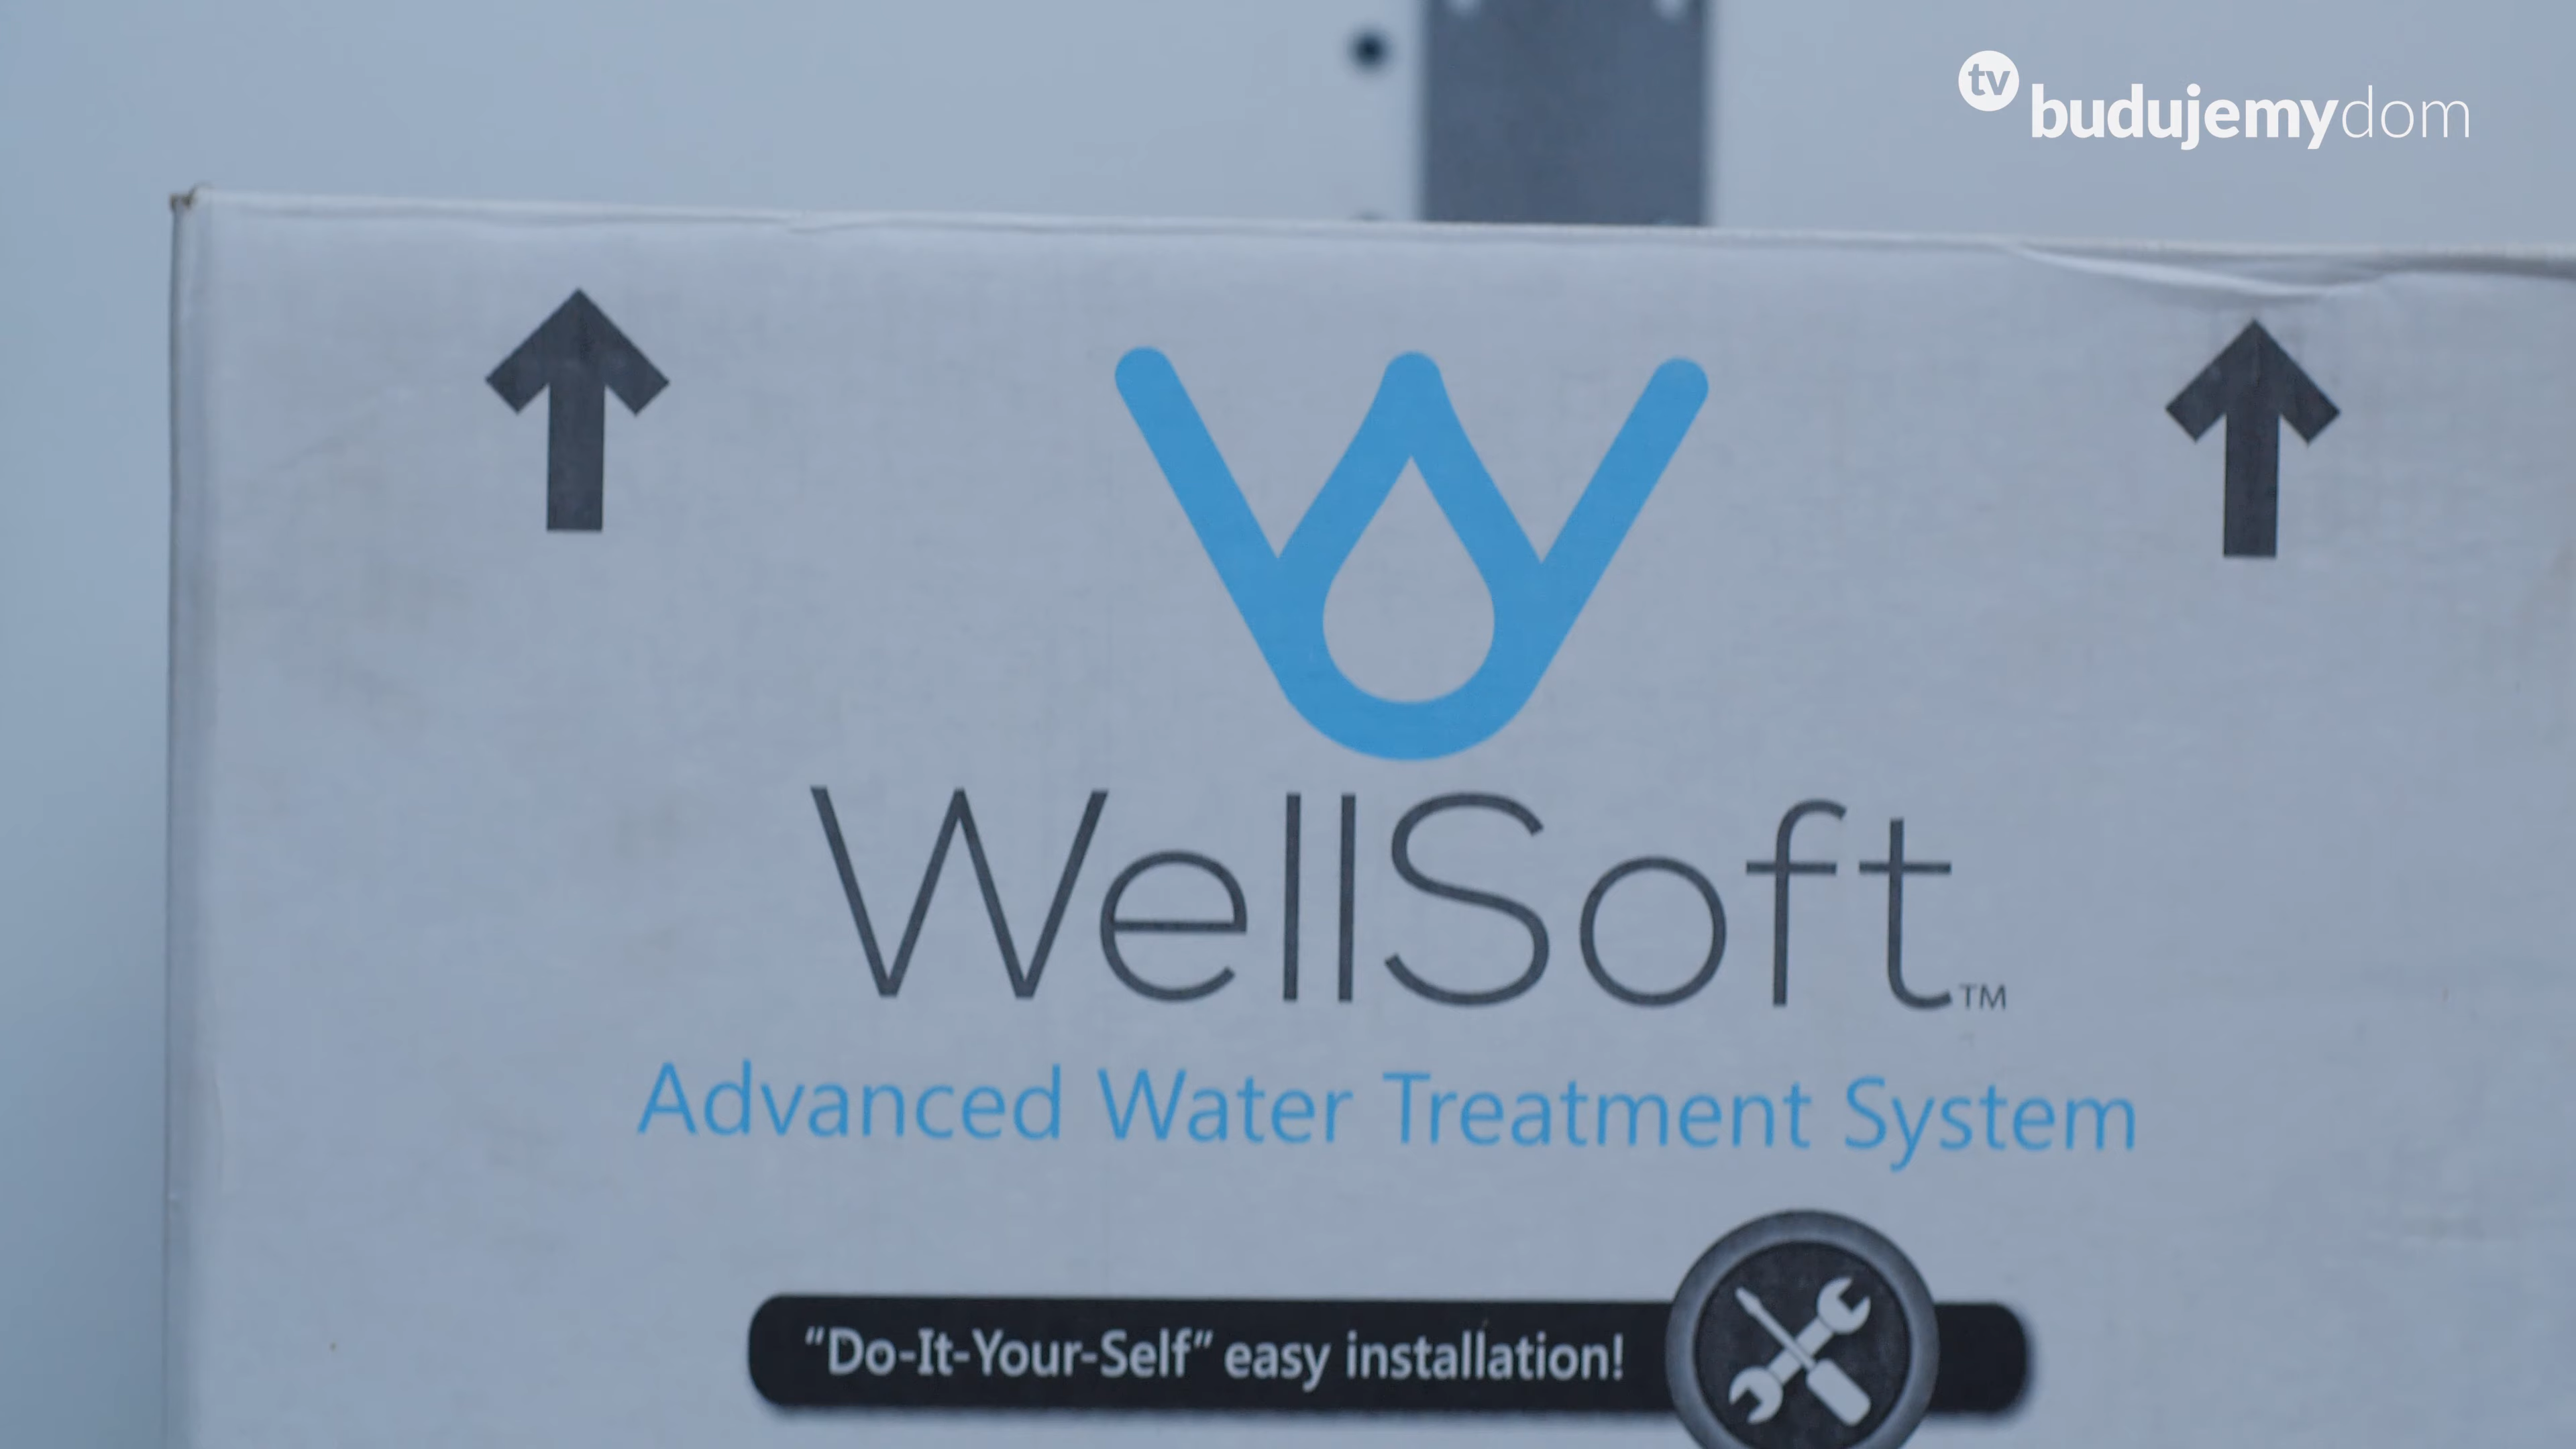 tv
budujemydom
WellSoft™
Advanced Water Treatment System
“Do-It-Your-Self” easy installation!